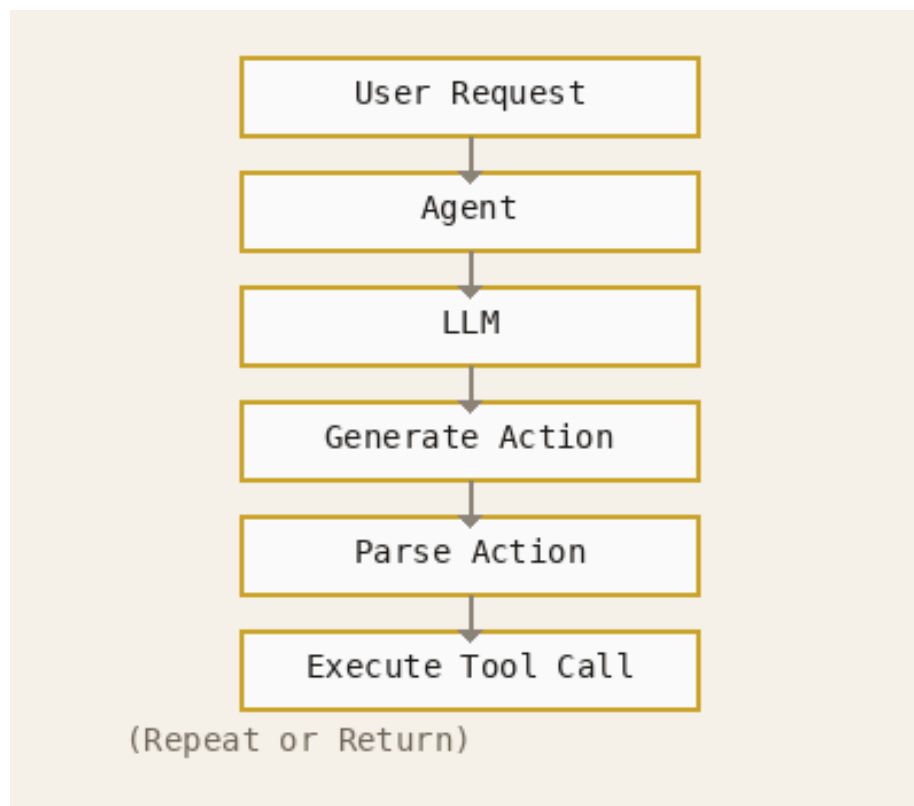 User Request
Agent
LLM
Generate Action
Parse Action
Execute Tool Call
(Repeat or Return)